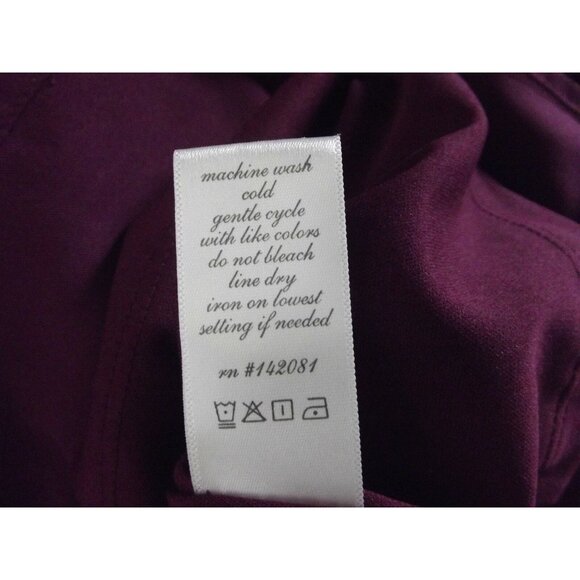 machine wash
cold
gentle cycle
with like colors
do not bleach
line dry
iron on lowest
setting if needed
rn #142081